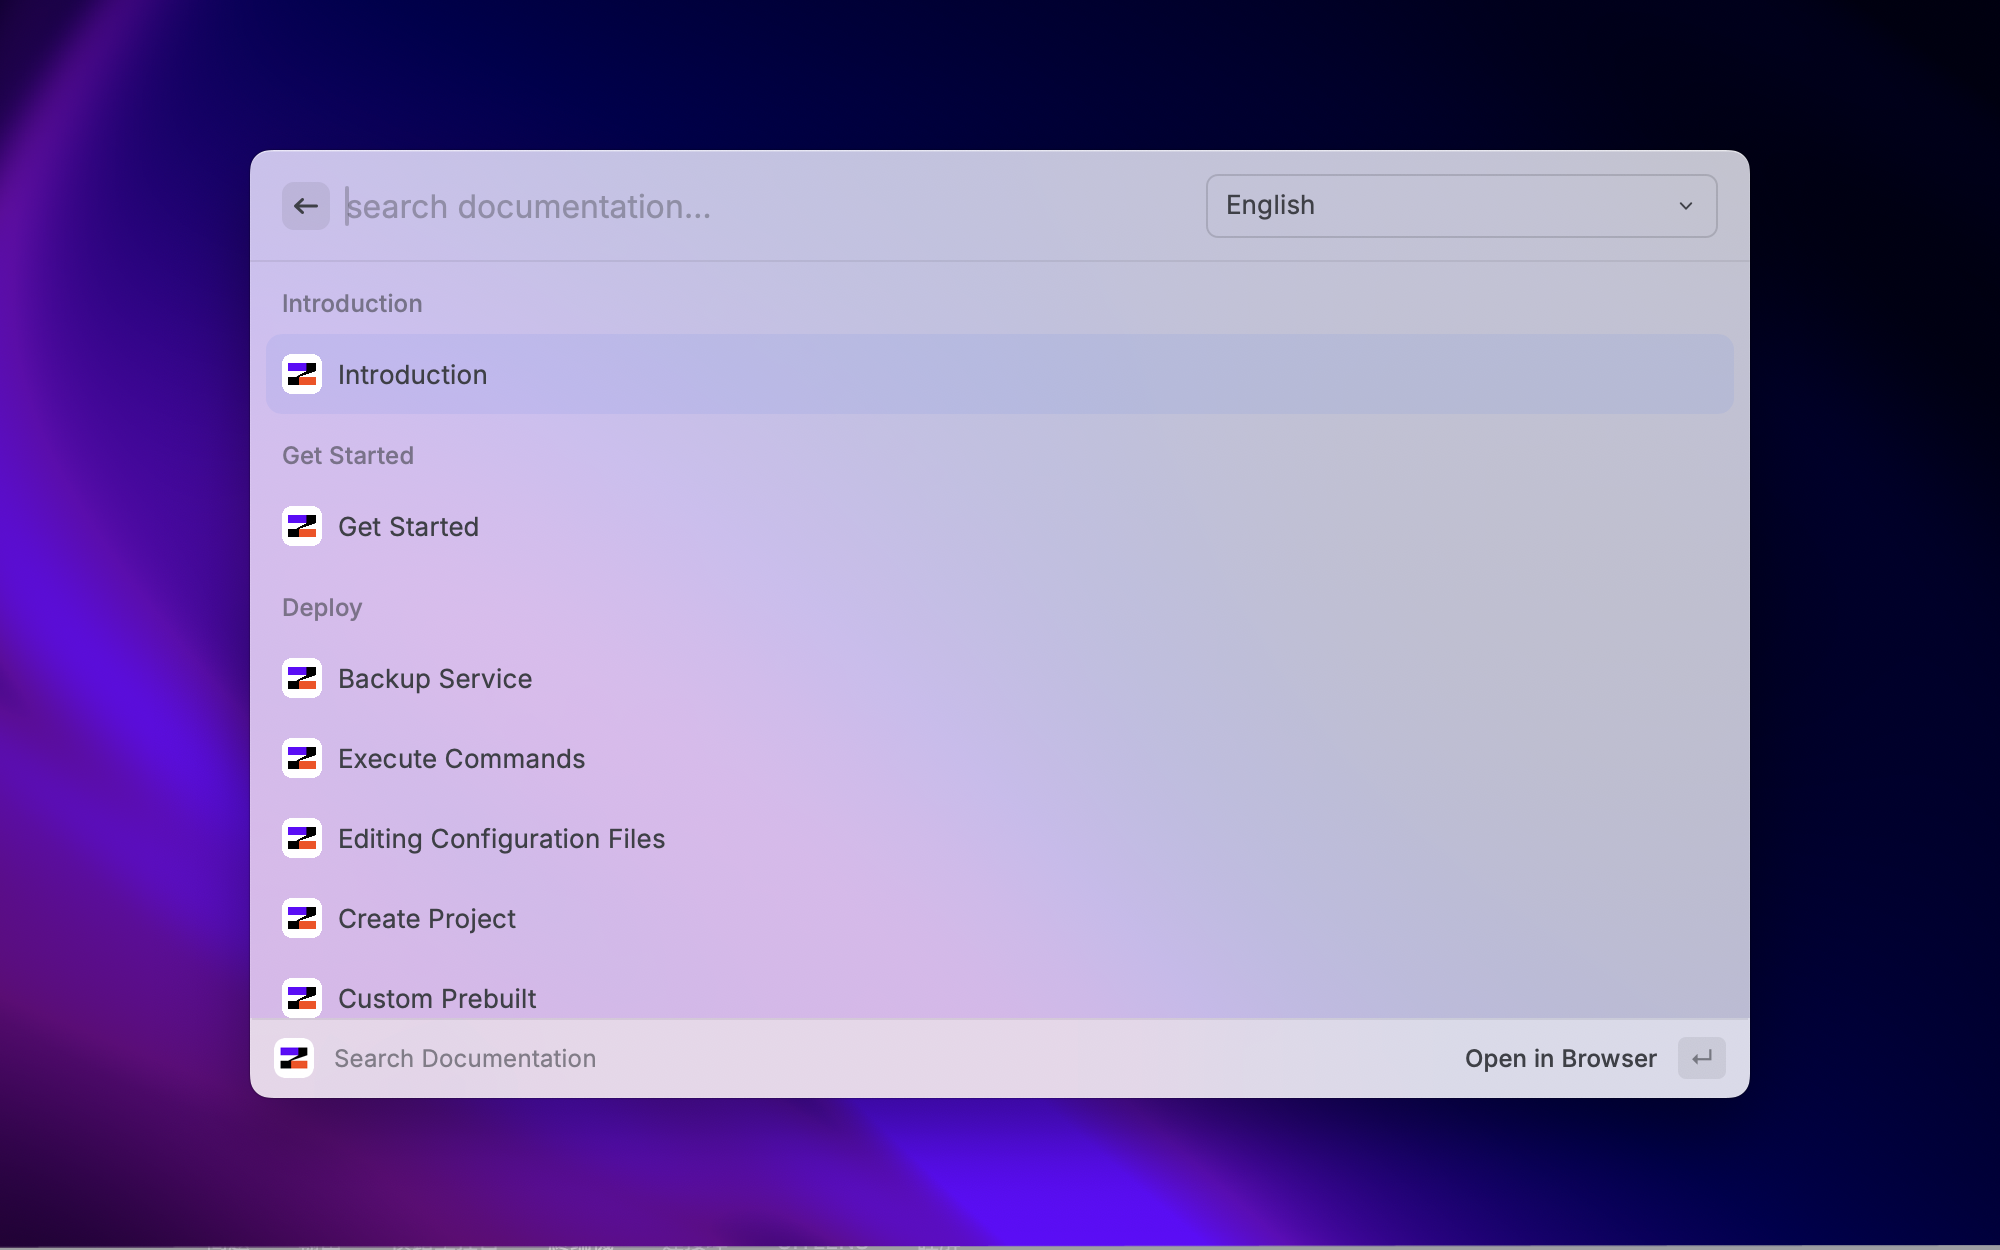 search documentation...
English
Introduction
Introduction
Get Started
Get Started
Deploy
Backup Service
Execute Commands
Editing Configuration Files
Create Project
Custom Prebuilt
Search Documentation
Open in Browser